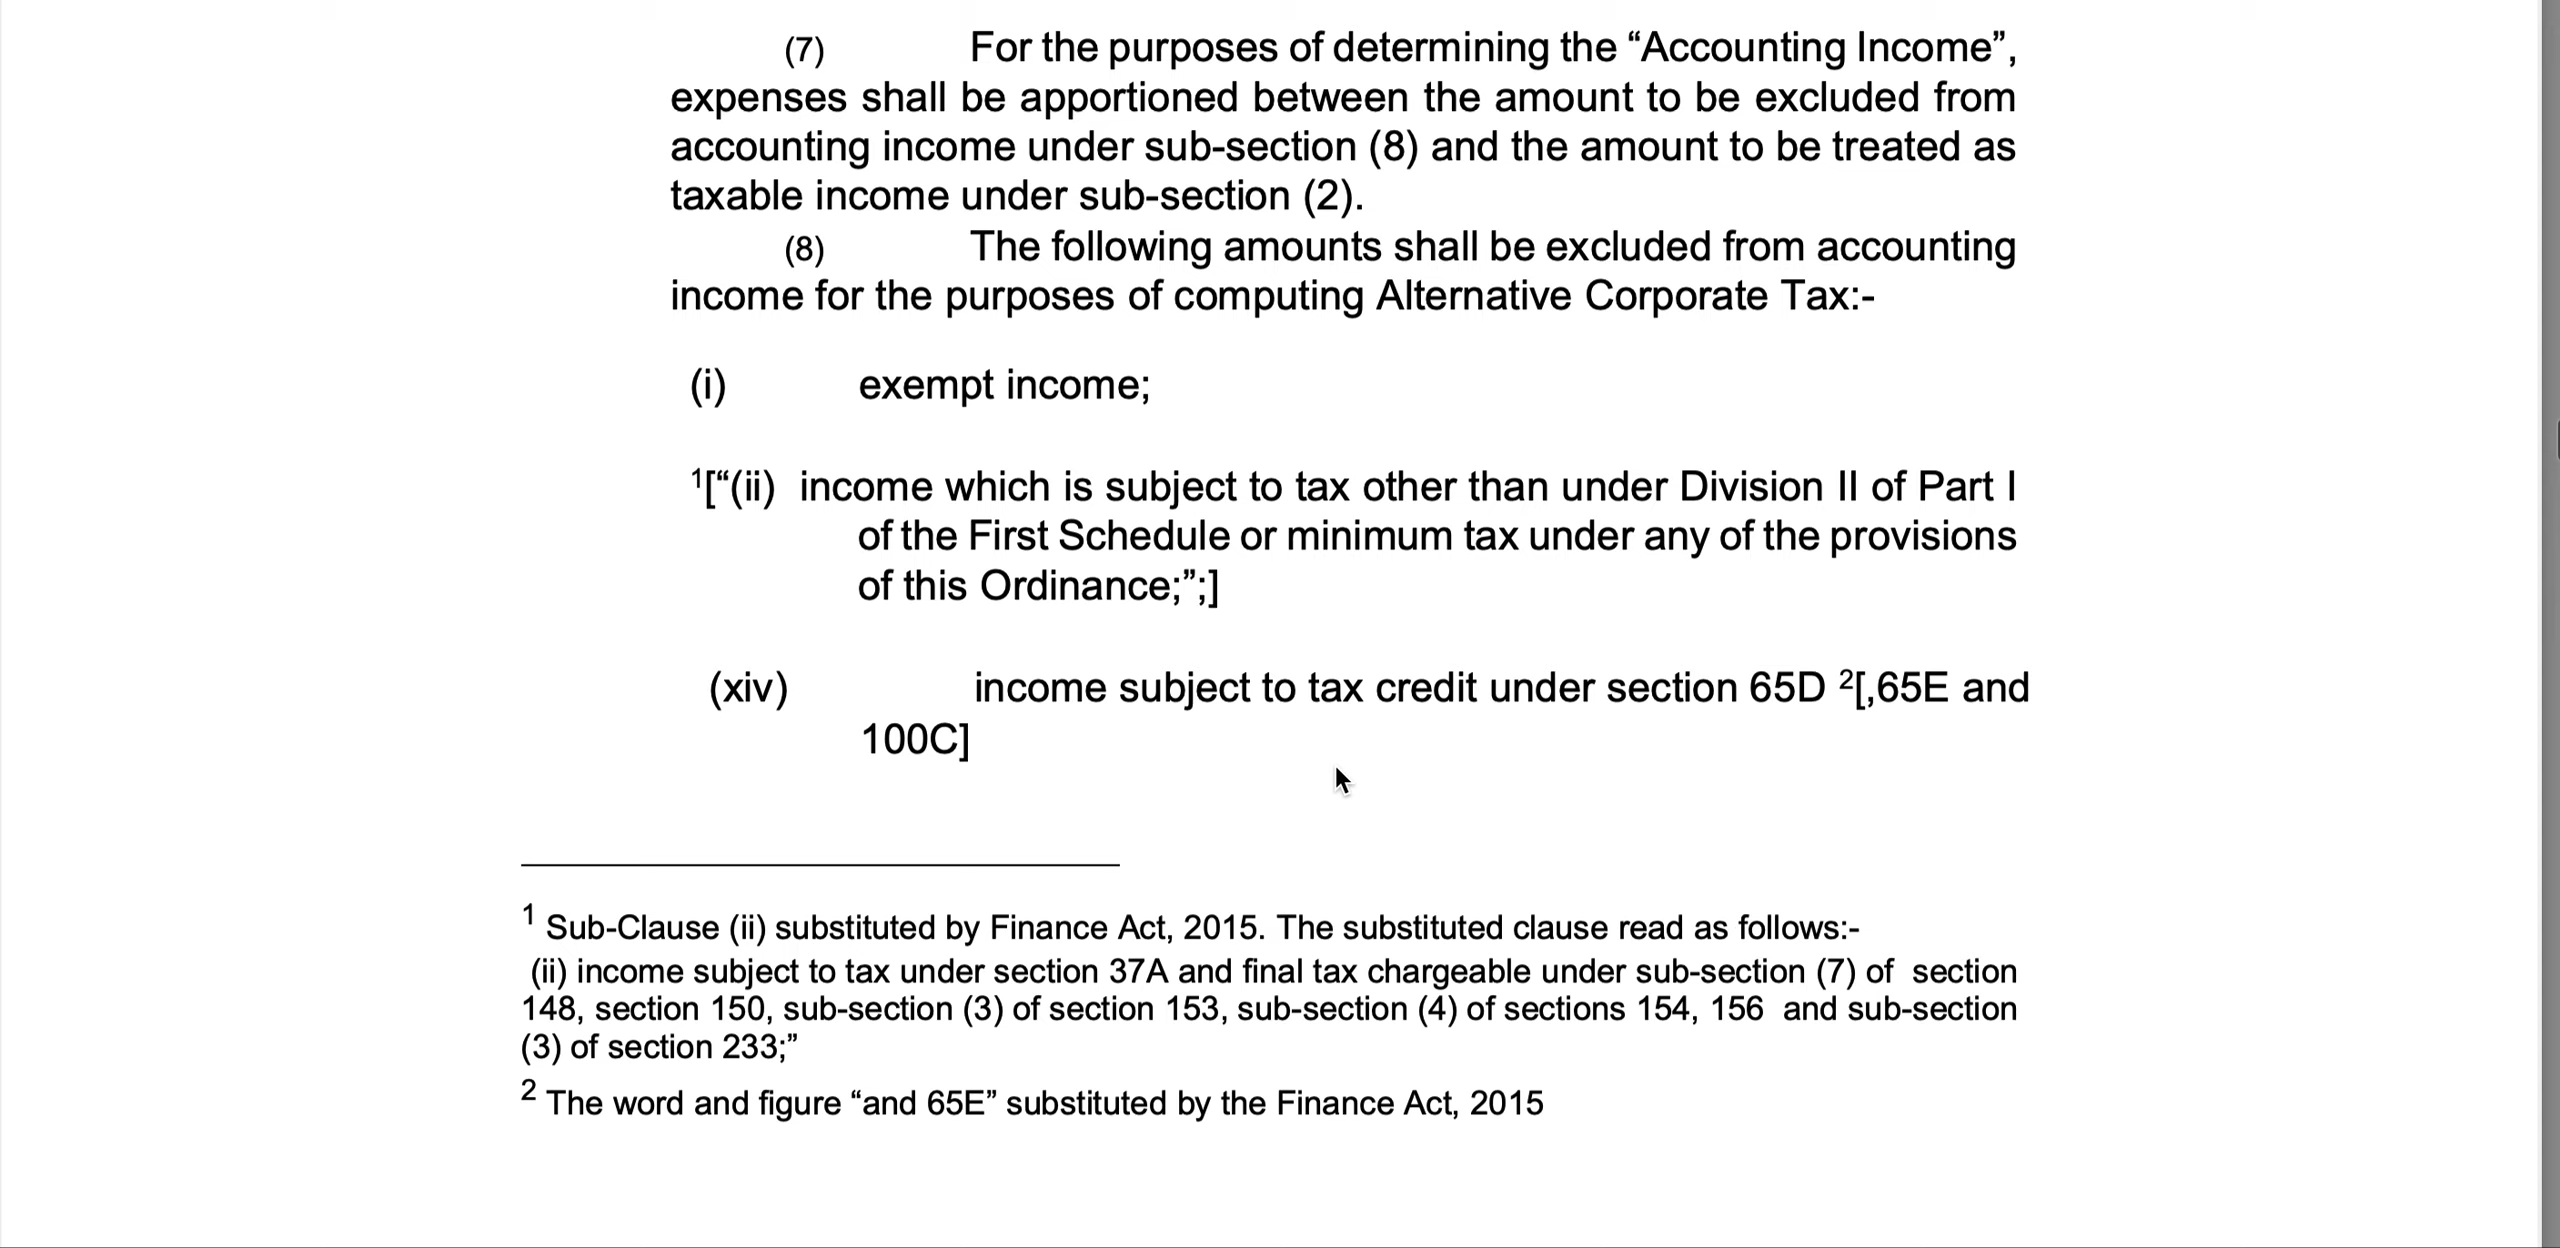 (7) For the purposes of determining the “Accounting Income”,
expenses shall be apportioned between the amount to be excluded from
accounting income under sub-section (8) and the amount to be treated as
taxable income under sub-section (2).
(8) The following amounts shall be excluded from accounting
income for the purposes of computing Alternative Corporate Tax:-
(i) exempt income;
1[“(ii) income which is subject to tax other than under Division II of Part I
of the First Schedule or minimum tax under any of the provisions
of this Ordinance;”;]
(xiv) income subject to tax credit under section 65D 2[,65E and
100C]
1 Sub-Clause (ii) substituted by Finance Act, 2015. The substituted clause read as follows:-
(ii) income subject to tax under section 37A and final tax chargeable under sub-section (7) of section
148, section 150, sub-section (3) of section 153, sub-section (4) of sections 154, 156 and sub-section
(3) of section 233;”
2 The word and figure “and 65E” substituted by the Finance Act, 2015